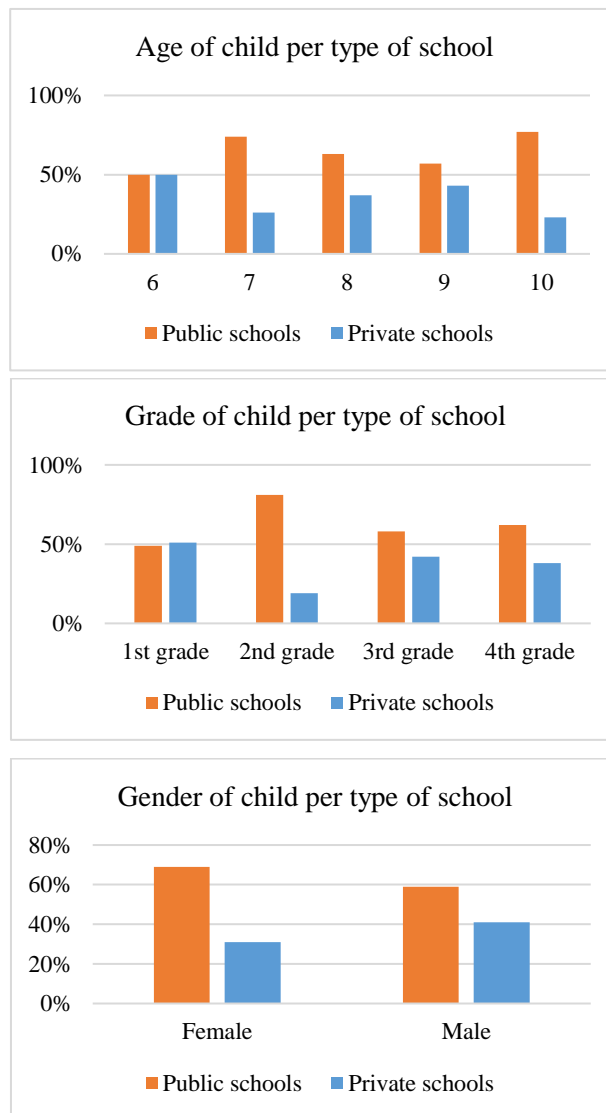 Age of child per type of school
100%
50%
0%
6 7 8 9 10
Public schools Private schools
Grade of child per type of school
100%
50%
0%
1st grade 2nd grade 3rd grade 4th grade
Public schools Private schools
Gender of child per type of school
80%
60%
40%
20%
0%
Female Male
Public schools Private schools